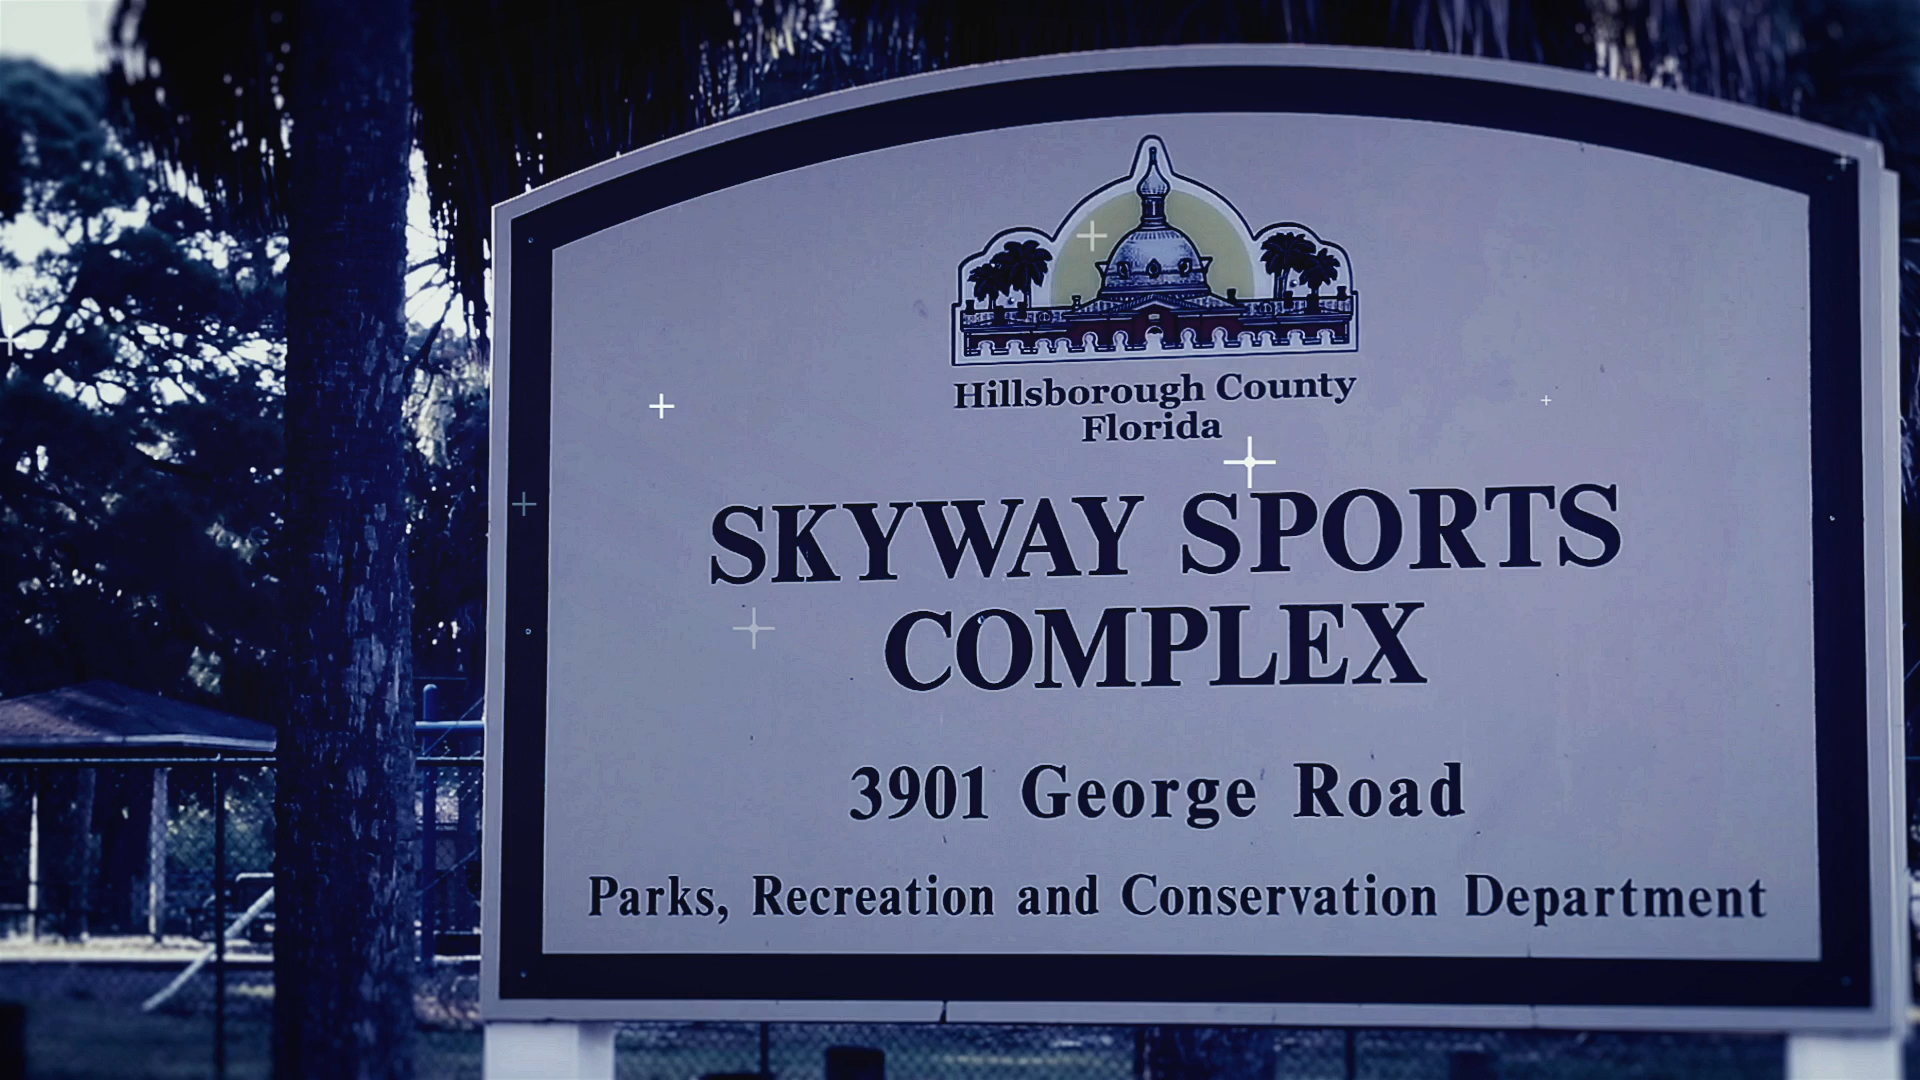 Hillsborough County
Florida
SKYWAY SPORTS
COMPLEX
3901 George Road
Parks, Recreation and Conservation Department